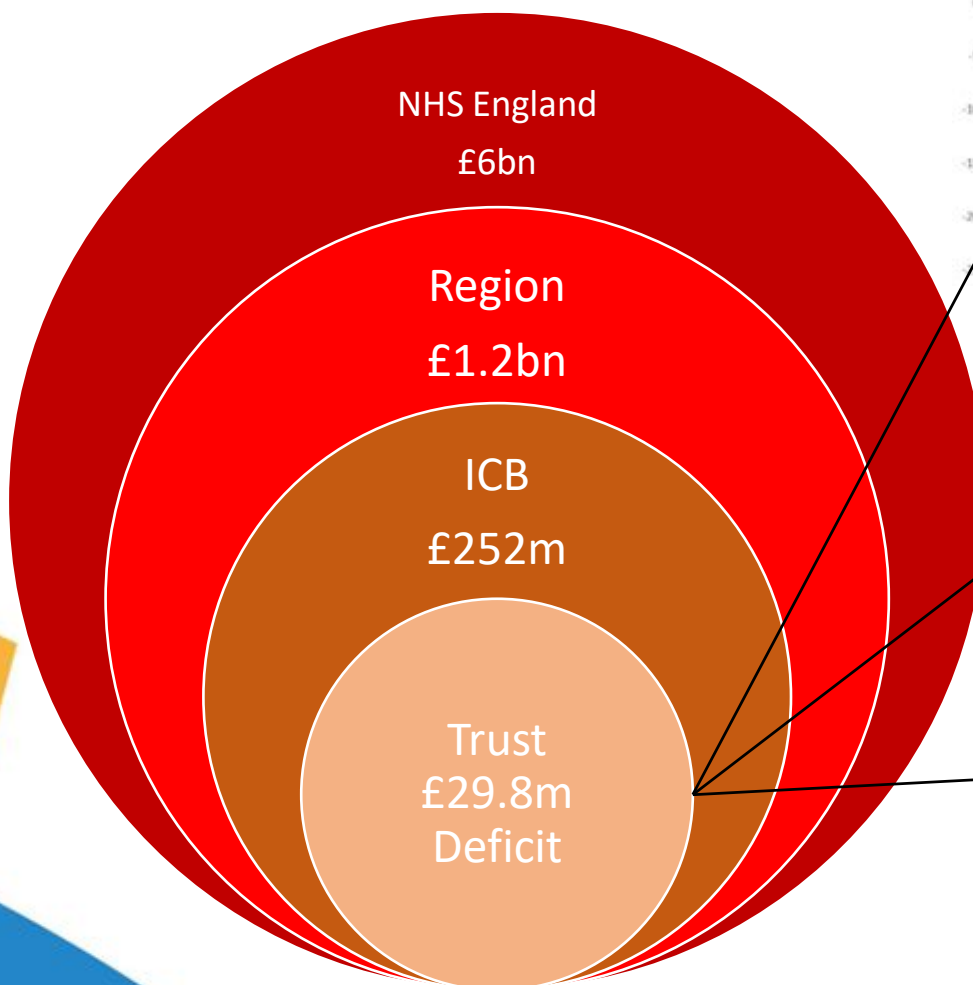 NHS England
£6bn
Region
£1.2bn
ICB
£252m
Trust
£29.8m
Deficit